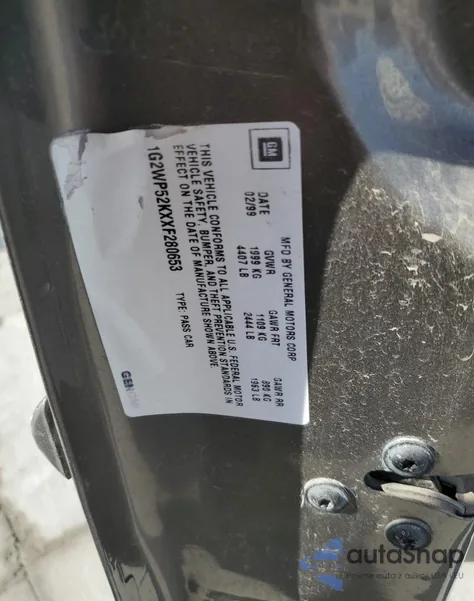 GM
MFD BY GENERAL MOTORS CORP
DATE GVWR GAWR FRT GAWR RR
02/99 1999 KG 1109 KG 890 KG
4407 LB 2444 LB 1963 LB
THIS VEHICLE CONFORMS TO ALL APPLICABLE U.S. FEDERAL MOTOR
VEHICLE SAFETY, BUMPER, AND THEFT PREVENTION STANDARDS IN
EFFECT ON THE DATE OF MANUFACTURE SHOWN ABOVE.
1G2WP52KXXF280653 TYPE: PASS CAR
autoSnap